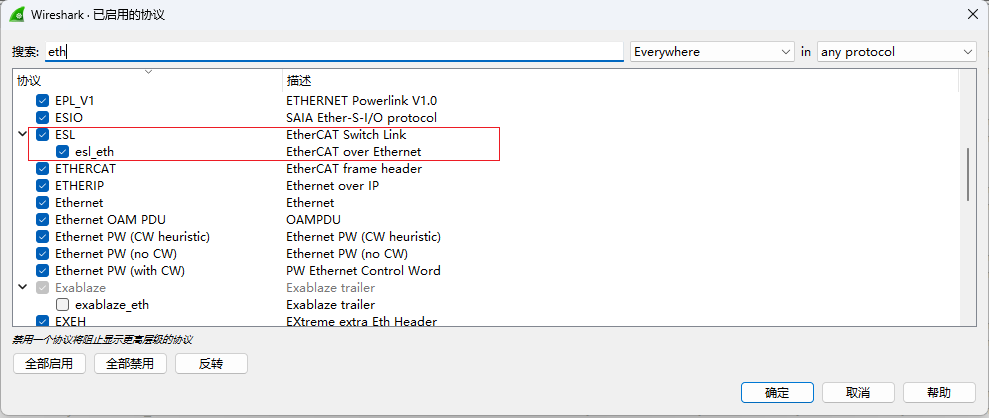 Wireshark · 已启用的协议
搜索: eth Everywhere in any protocol
协议 描述
EPL_V1 ETHERNET Powerlink V1.0
ESIO SAIA Ether-S-I/O protocol
ESL EtherCAT Switch Link
esl_eth EtherCAT over Ethernet
ETHERCAT EtherCAT frame header
ETHERIP Ethernet over IP
Ethernet Ethernet
Ethernet OAM PDU OAMPDU
Ethernet PW (CW heuristic) Ethernet PW (CW heuristic)
Ethernet PW (no CW) Ethernet PW (no CW)
Ethernet PW (with CW) PW Ethernet Control Word
Exablaze Exablaze trailer
exablaze_eth Exablaze trailer
EXEH EXtreme extra Eth Header
禁用一个协议将阻止显示更高层级的协议
全部启用 全部禁用 反转
确定 取消 帮助